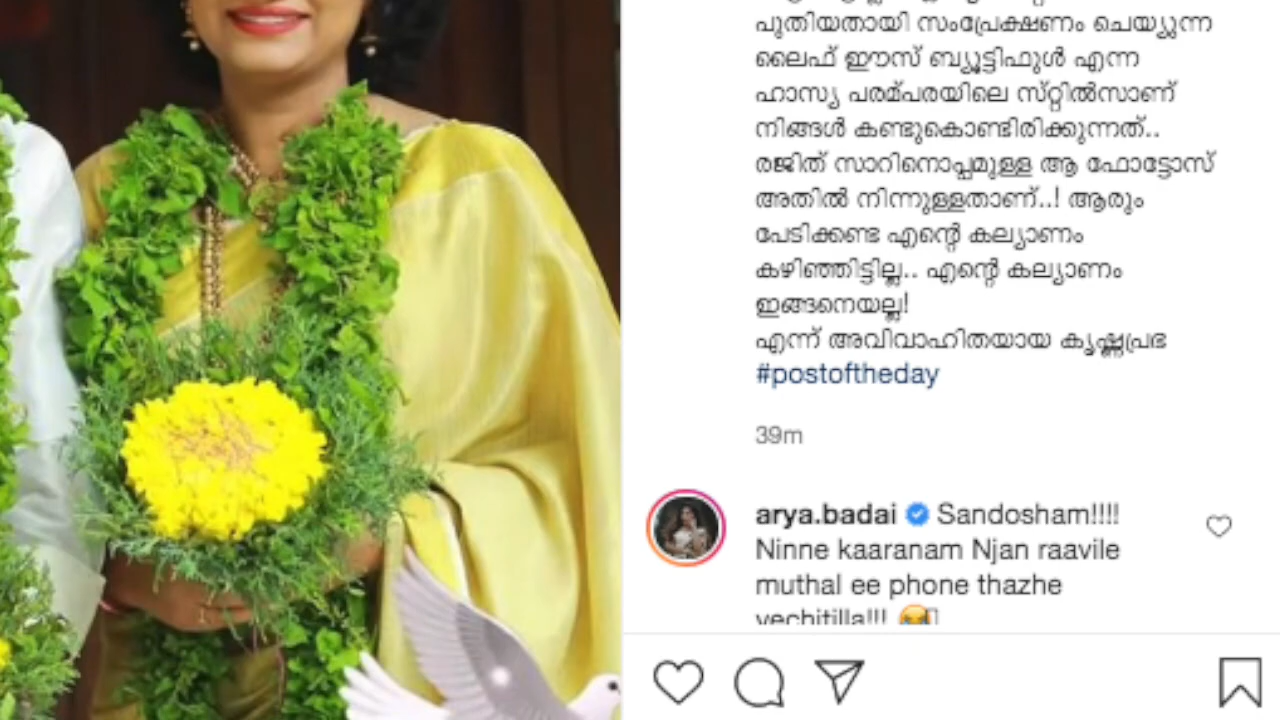 പുതിയതായി സംപ്രേക്ഷണം ചെയ്യുന്ന
ലൈഫ് ഈസ് ബ്യൂട്ടിഫുൾ എന്ന
ഹാസ്യ പരമ്പരയിലെ സ്റ്റിൽസാണ്
നിങ്ങൾ കണ്ടുകൊണ്ടിരിക്കുന്നത്..
രജിത് സാറിനൊപ്പമുള്ള ആ ഫോട്ടോസ്
അതിൽ നിന്നുള്ളതാണ്..! ആരും
പേടിക്കണ്ട എന്റെ കല്യാണം
കഴിഞ്ഞിട്ടില്ല.. എന്റെ കല്യാണം
ഇങ്ങനെയല്ല!
എന്ന് അവിവാഹിതയായ കൃഷ്ണപ്രഭ
#postoftheday
39m
arya.badai Sandosham!!!!
Ninne kaaranam Njan raavile
muthal ee phone thazhe
vechitilla!!! 😂